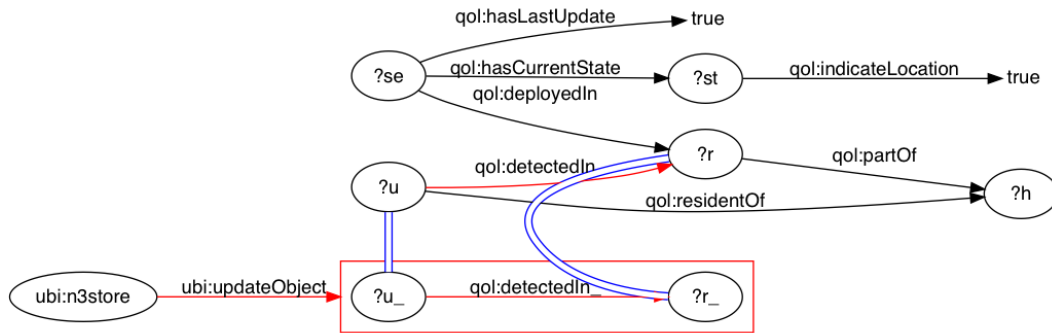 qol:hasLastUpdate
true
?se
qol:hasCurrentState
?st
qol:indicateLocation
true
qol:deployedIn
?r
qol:partOf
qol:detectedIn
?u
qol:residentOf
?h
ubi:n3store
ubi:updateObject
?u_
qol:detectedIn_
?r_